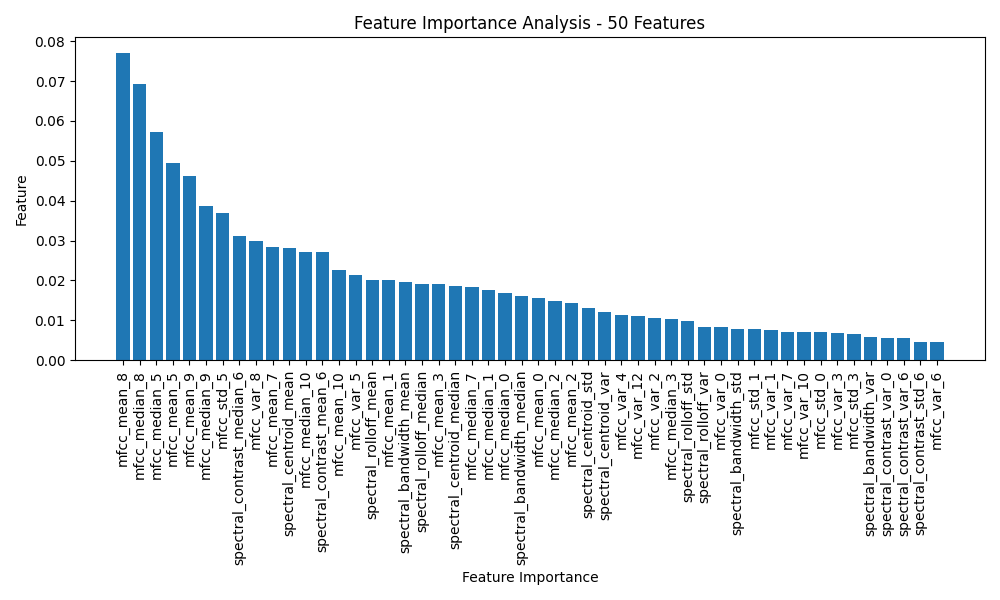 Feature Importance Analysis - 50 Features
Feature
0.08
0.07
0.06
0.05
0.04
0.03
0.02
0.01
0.00
mfcc_mean_8
mfcc_median_8
mfcc_median_5
mfcc_mean_5
mfcc_mean_9
mfcc_median_9
mfcc_std_5
spectral_contrast_median_6
mfcc_var_8
mfcc_mean_7
spectral_centroid_mean
mfcc_median_10
spectral_contrast_mean_6
mfcc_mean_10
mfcc_var_5
spectral_rolloff_mean
mfcc_mean_1
spectral_bandwidth_mean
spectral_rolloff_median
mfcc_mean_3
spectral_centroid_median
mfcc_median_7
mfcc_median_1
mfcc_median_0
spectral_bandwidth_median
mfcc_mean_0
mfcc_median_2
mfcc_mean_2
spectral_centroid_std
spectral_centroid_var
mfcc_var_4
mfcc_var_12
mfcc_var_2
mfcc_median_3
spectral_rolloff_std
spectral_rolloff_var
mfcc_var_0
spectral_bandwidth_std
mfcc_std_1
mfcc_var_1
mfcc_var_7
mfcc_var_10
mfcc_std_0
mfcc_var_3
mfcc_std_3
spectral_bandwidth_var
spectral_contrast_var_0
spectral_contrast_var_6
spectral_contrast_std_6
mfcc_var_6
Feature Importance